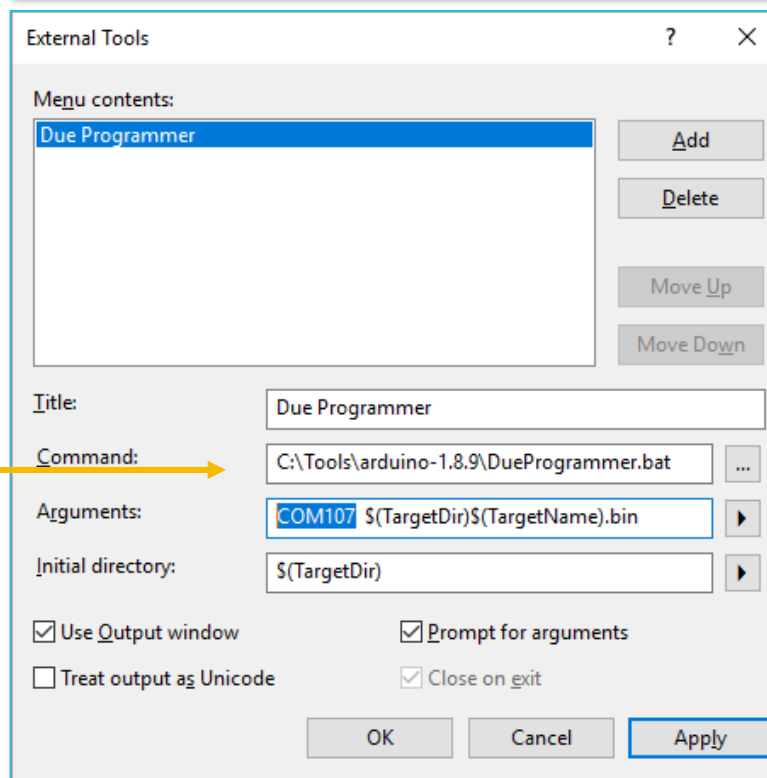 External Tools ? ×
Menu contents:
Due Programmer
Add
Delete
Move Up
Move Down
Title: Due Programmer
Command: C:\Tools\arduino-1.8.9\DueProgrammer.bat ...
Arguments: COM107 $(TargetDir)$(TargetName).bin
Initial directory: $(TargetDir)
Use Output window Prompt for arguments
Treat output as Unicode Close on exit
OK Cancel Apply